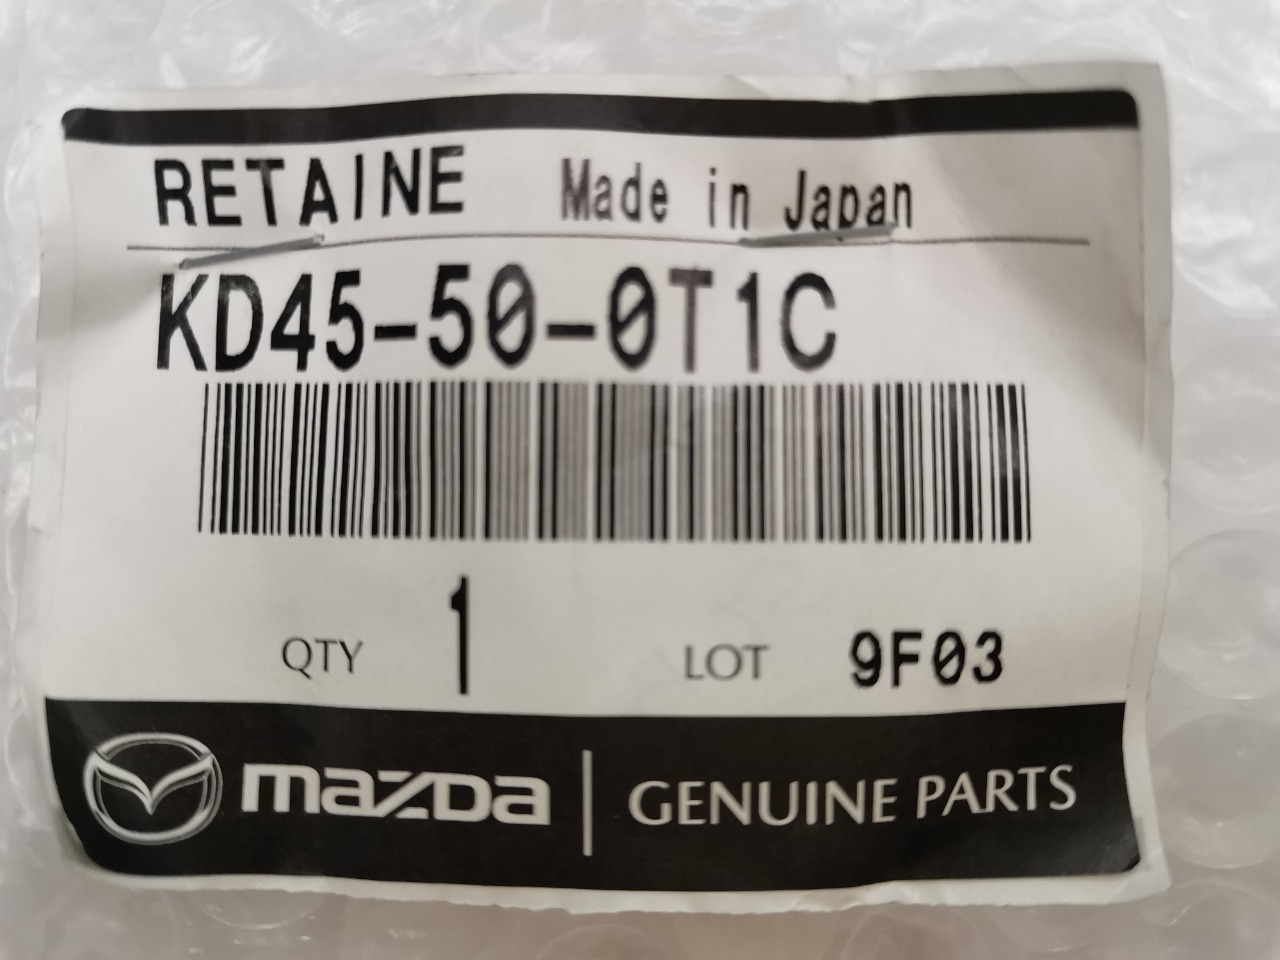 RETAINE Made in Japan
KD45-50-0T1C
QTY 1 LOT 9F03
mazda | GENUINE PARTS